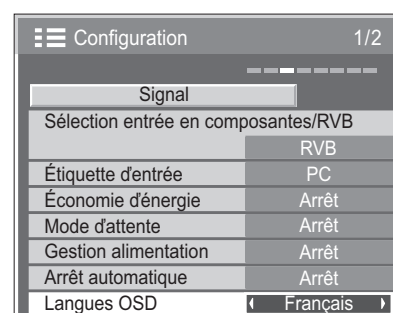 Configuration 1/2
Signal
Sélection entrée en composantes/RVB
RVB
Étiquette d'entrée PC
Économie d'énergie Arrêt
Mode d'attente Arrêt
Gestion alimentation Arrêt
Arrêt automatique Arrêt
Langues OSD Français